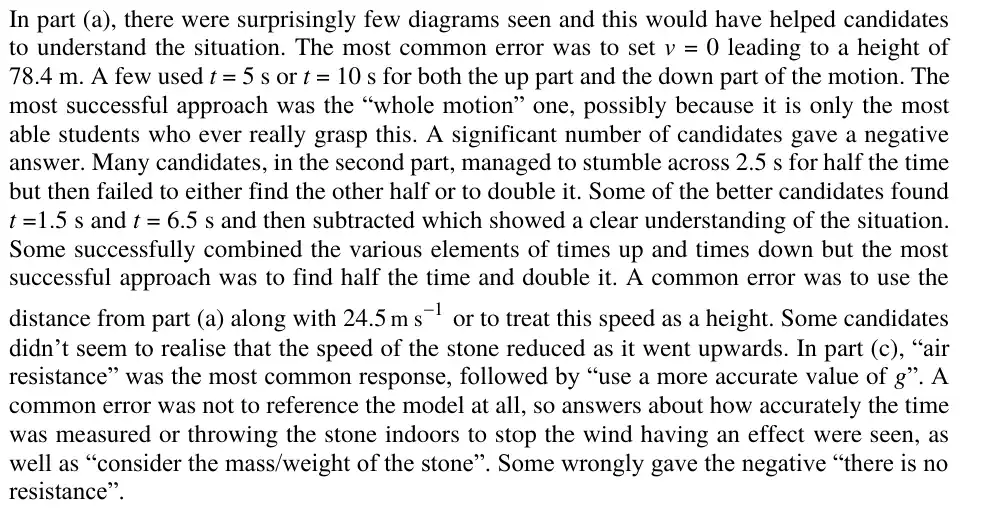 In part (a), there were surprisingly few diagrams seen and this would have helped candidates
to understand the situation. The most common error was to set v = 0 leading to a height of
78.4 m. A few used t = 5 s or t = 10 s for both the up part and the down part of the motion. The
most successful approach was the “whole motion” one, possibly because it is only the most
able students who ever really grasp this. A significant number of candidates gave a negative
answer. Many candidates, in the second part, managed to stumble across 2.5 s for half the time
but then failed to either find the other half or to double it. Some of the better candidates found
t =1.5 s and t = 6.5 s and then subtracted which showed a clear understanding of the situation.
Some successfully combined the various elements of times up and times down but the most
successful approach was to find half the time and double it. A common error was to use the
distance from part (a) along with 24.5 m s⁻¹ or to treat this speed as a height. Some candidates
didn’t seem to realise that the speed of the stone reduced as it went upwards. In part (c), “air
resistance” was the most common response, followed by “use a more accurate value of g”. A
common error was not to reference the model at all, so answers about how accurately the time
was measured or throwing the stone indoors to stop the wind having an effect were seen, as
well as “consider the mass/weight of the stone”. Some wrongly gave the negative “there is no
resistance”.